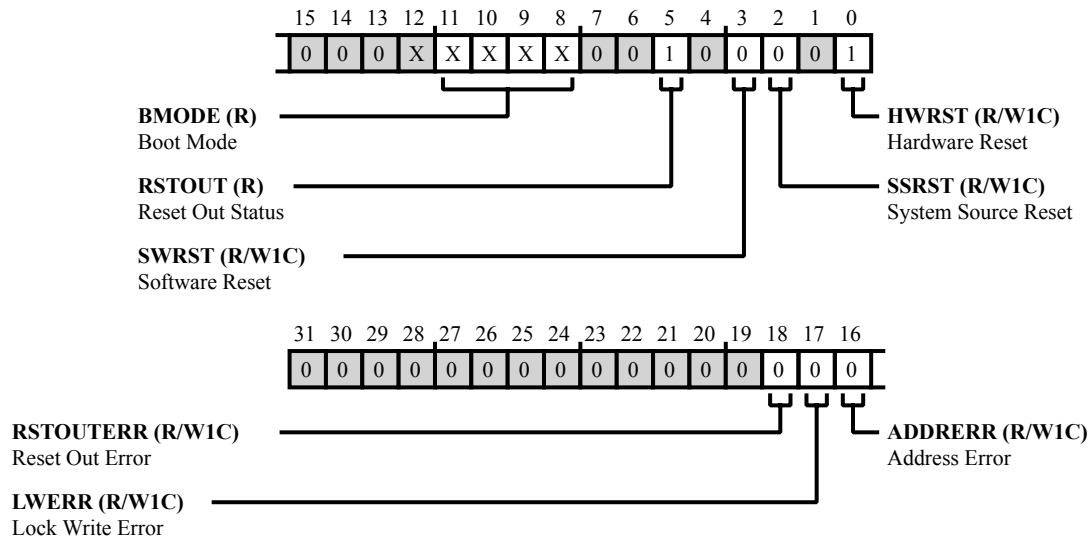 15 14 13 12 11 10 9 8 7 6 5 4 3 2 1 0
0 0 0 X X X X X 0 0 1 0 0 0 0 1
BMODE (R)
Boot Mode
HWRST (R/W1C)
Hardware Reset
RSTOUT (R)
Reset Out Status
SSRST (R/W1C)
System Source Reset
SWRST (R/W1C)
Software Reset
31 30 29 28 27 26 25 24 23 22 21 20 19 18 17 16
0 0 0 0 0 0 0 0 0 0 0 0 0 0 0 0
RSTOUTERR (R/W1C)
Reset Out Error
ADDRERR (R/W1C)
Address Error
LWERR (R/W1C)
Lock Write Error